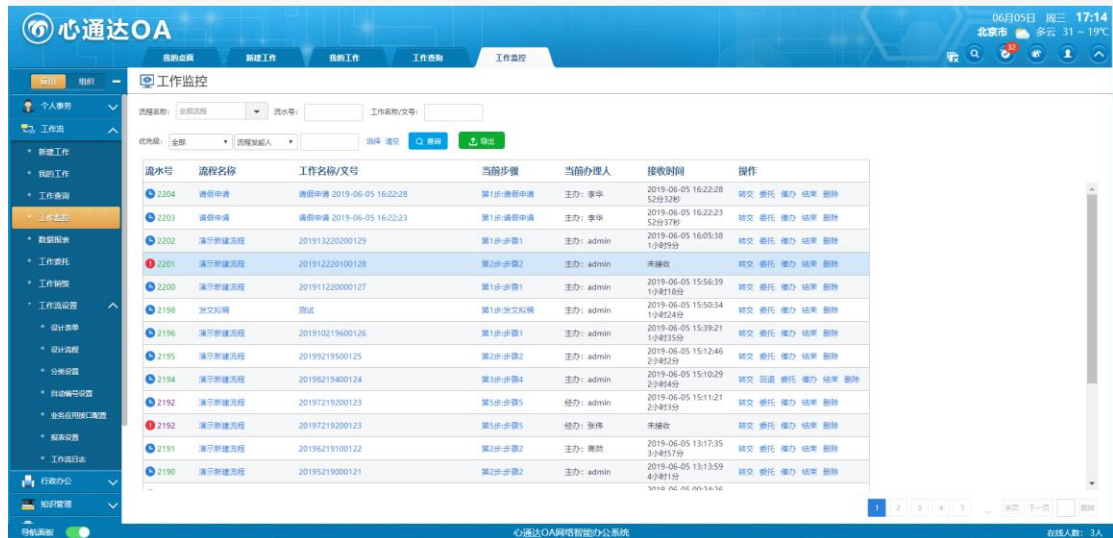 06月05日 周三 17:14
心通达OA
北京市 多云 31 ~ 19℃
我的桌面 新建工作 我的工作 工作查询 工作监控
32
应用 组织
工作监控
个人事务
流程名称: 全部流程 流水号: 工作名称/文号:
工作流
优先级: 全部 流程发起人 选择 清空 查询 导出
新建工作
我的工作
工作查询
工作监控
数据报表
工作委托
工作销毁
工作流设置
设计表单
设计流程
分类设置
自动编号设置
业务应用接口配置
报表设置
工作流日志
行政办公
知识管理
流水号 流程名称 工作名称/文号 当前步骤 当前办理人 接收时间 操作
2204 请假申请 请假申请 2019-06-05 16:22:28 第1步:请假申请 主办: 李华 2019-06-05 16:22:28 52分32秒 转交 委托 催办 结束 删除
2203 请假申请 请假申请 2019-06-05 16:22:23 第1步:请假申请 主办: 李华 2019-06-05 16:22:23 52分37秒 转交 委托 催办 结束 删除
2202 演示新建流程 201913220200129 第1步:步骤1 主办: admin 2019-06-05 16:05:38 1小时9分 转交 委托 催办 结束 删除
2201 演示新建流程 201912220100128 第2步:步骤2 主办: admin 未接收 转交 委托 催办 结束 删除
2200 演示新建流程 201911220000127 第1步:步骤1 主办: admin 2019-06-05 15:56:39 1小时18分 转交 委托 催办 结束 删除
2198 发文拟稿 测试 第1步:发文拟稿 主办: admin 2019-06-05 15:50:34 1小时24分 转交 委托 催办 结束 删除
2196 演示新建流程 201910219600126 第1步:步骤1 主办: admin 2019-06-05 15:39:21 1小时35分 转交 委托 催办 结束 删除
2195 演示新建流程 20199219500125 第2步:步骤2 主办: admin 2019-06-05 15:12:46 2小时2分 转交 委托 催办 结束 删除
2194 演示新建流程 20198219400124 第3步:步骤4 主办: admin 2019-06-05 15:10:29 2小时4分 转交 回退 委托 催办 结束 删除
2192 演示新建流程 20197219200123 第5步:步骤5 经办: admin 2019-06-05 15:11:21 2小时3分 转交 委托 催办 结束 删除
2192 演示新建流程 20197219200123 第5步:步骤5 经办: 张伟 未接收 转交 委托 催办 结束 删除
2191 演示新建流程 20196219100122 第2步:步骤2 主办: 高然 2019-06-05 13:17:35 3小时57分 转交 委托 催办 结束 删除
2190 演示新建流程 20195219000121 第2步:步骤2 主办: admin 2019-06-05 13:13:59 4小时1分 转交 委托 催办 结束 删除
1 2 3 4 5 ... 末页 下一页 跳转
导航面板 心通达OA网络智能办公系统 在线人数: 3人